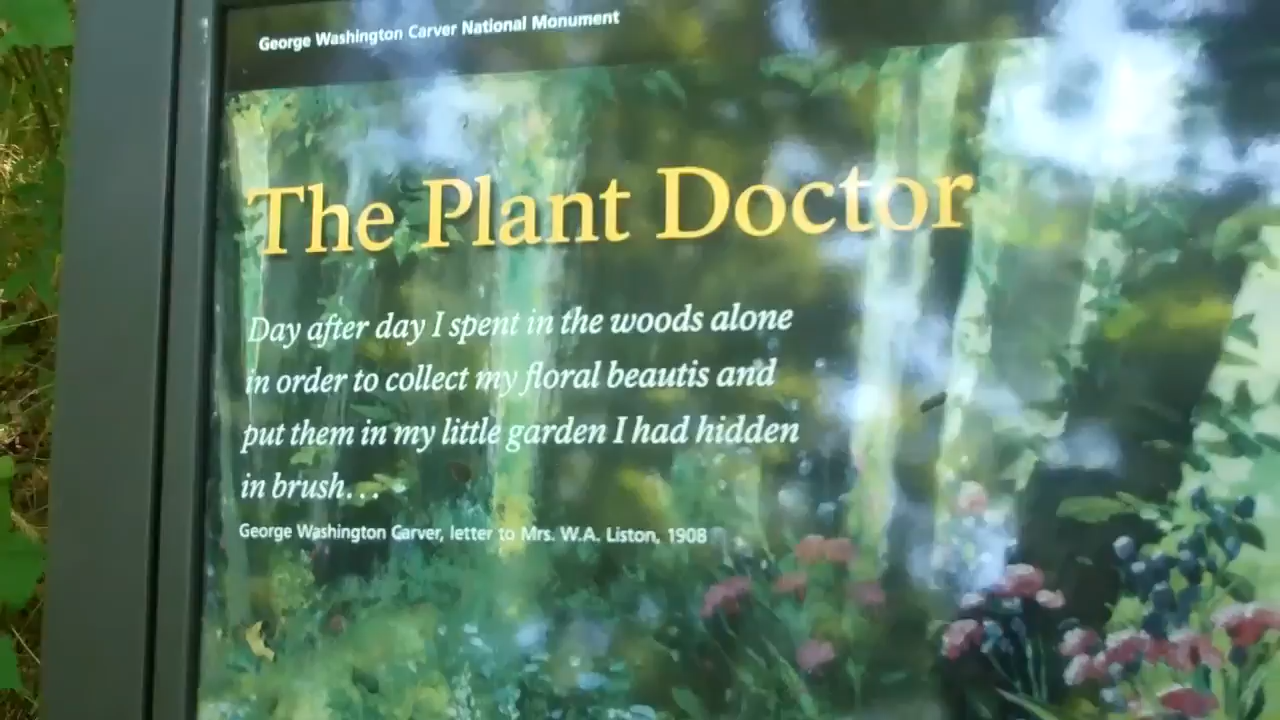 George Washington Carver National Monument
The Plant Doctor
Day after day I spent in the woods alone
in order to collect my floral beautis and
put them in my little garden I had hidden
in brush...
George Washington Carver, letter to Mrs. W.A. Liston, 1908